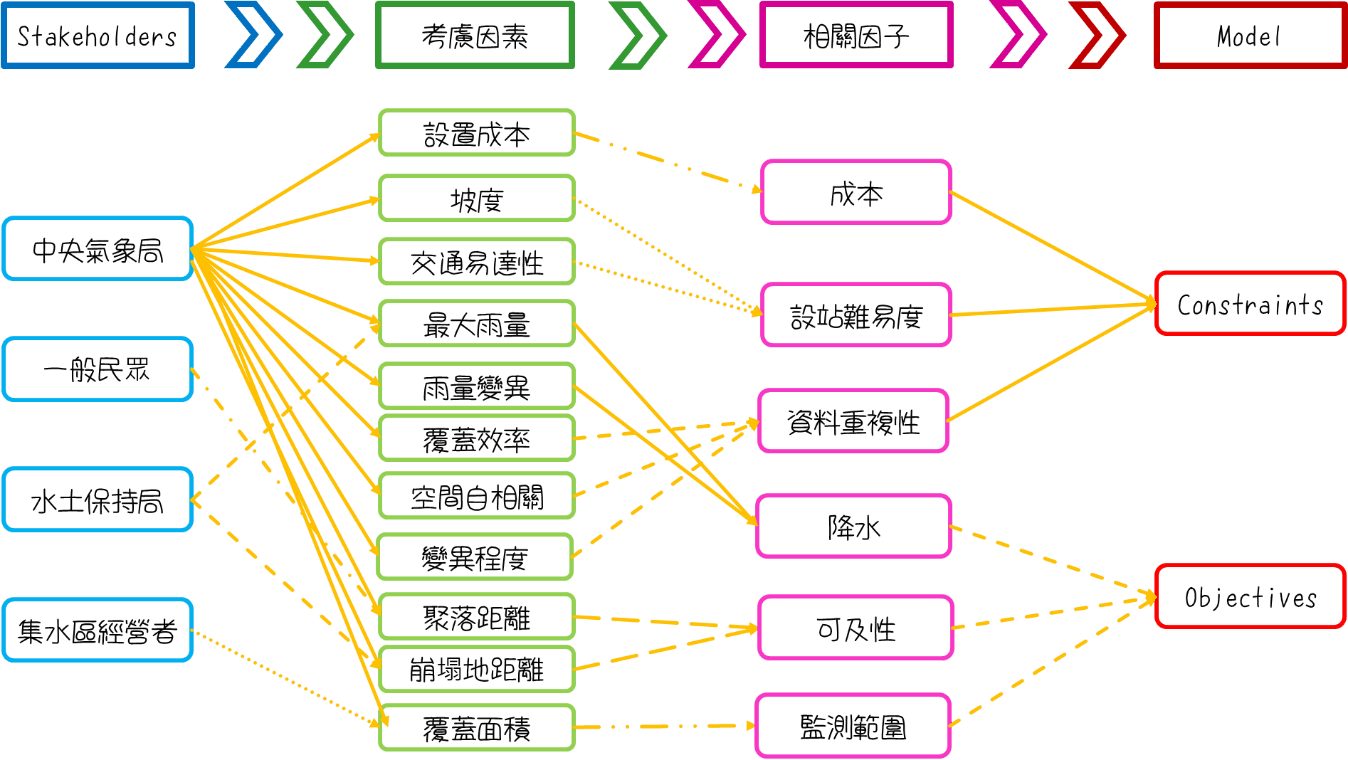 Stakeholders
考慮因素
相關因子
Model
中央氣象局
一般民眾
水土保持局
集水區經營者
設置成本
坡度
交通易達性
最大雨量
雨量變異
覆蓋效率
空間自相關
變異程度
聚落距離
崩塌地距離
覆蓋面積
成本
設站難易度
資料重複性
降水
可及性
監測範圍
Constraints
Objectives